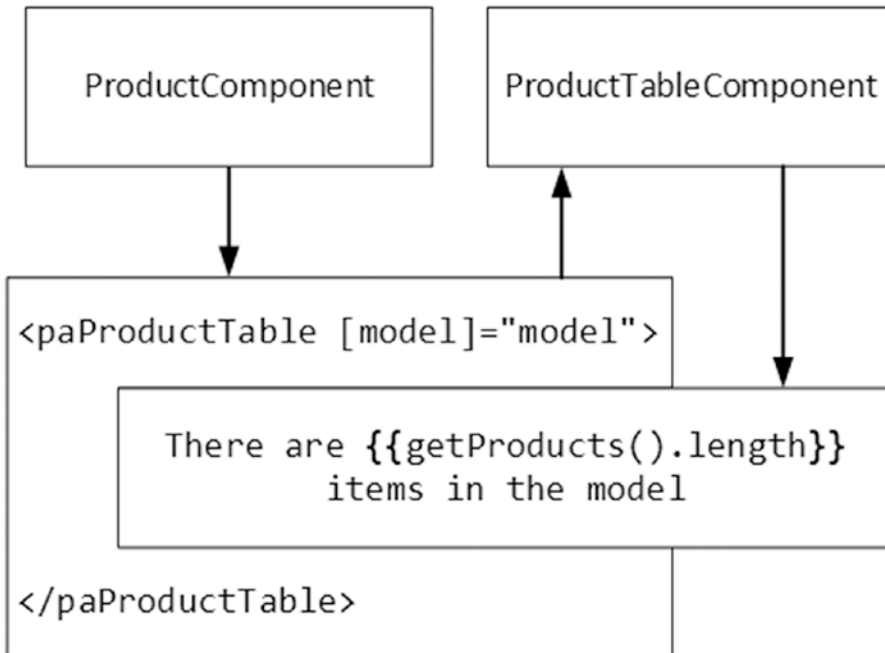 ProductComponent
ProductTableComponent
<paProductTable [model]="model">
There are {{getProducts().length}}
items in the model
</paProductTable>